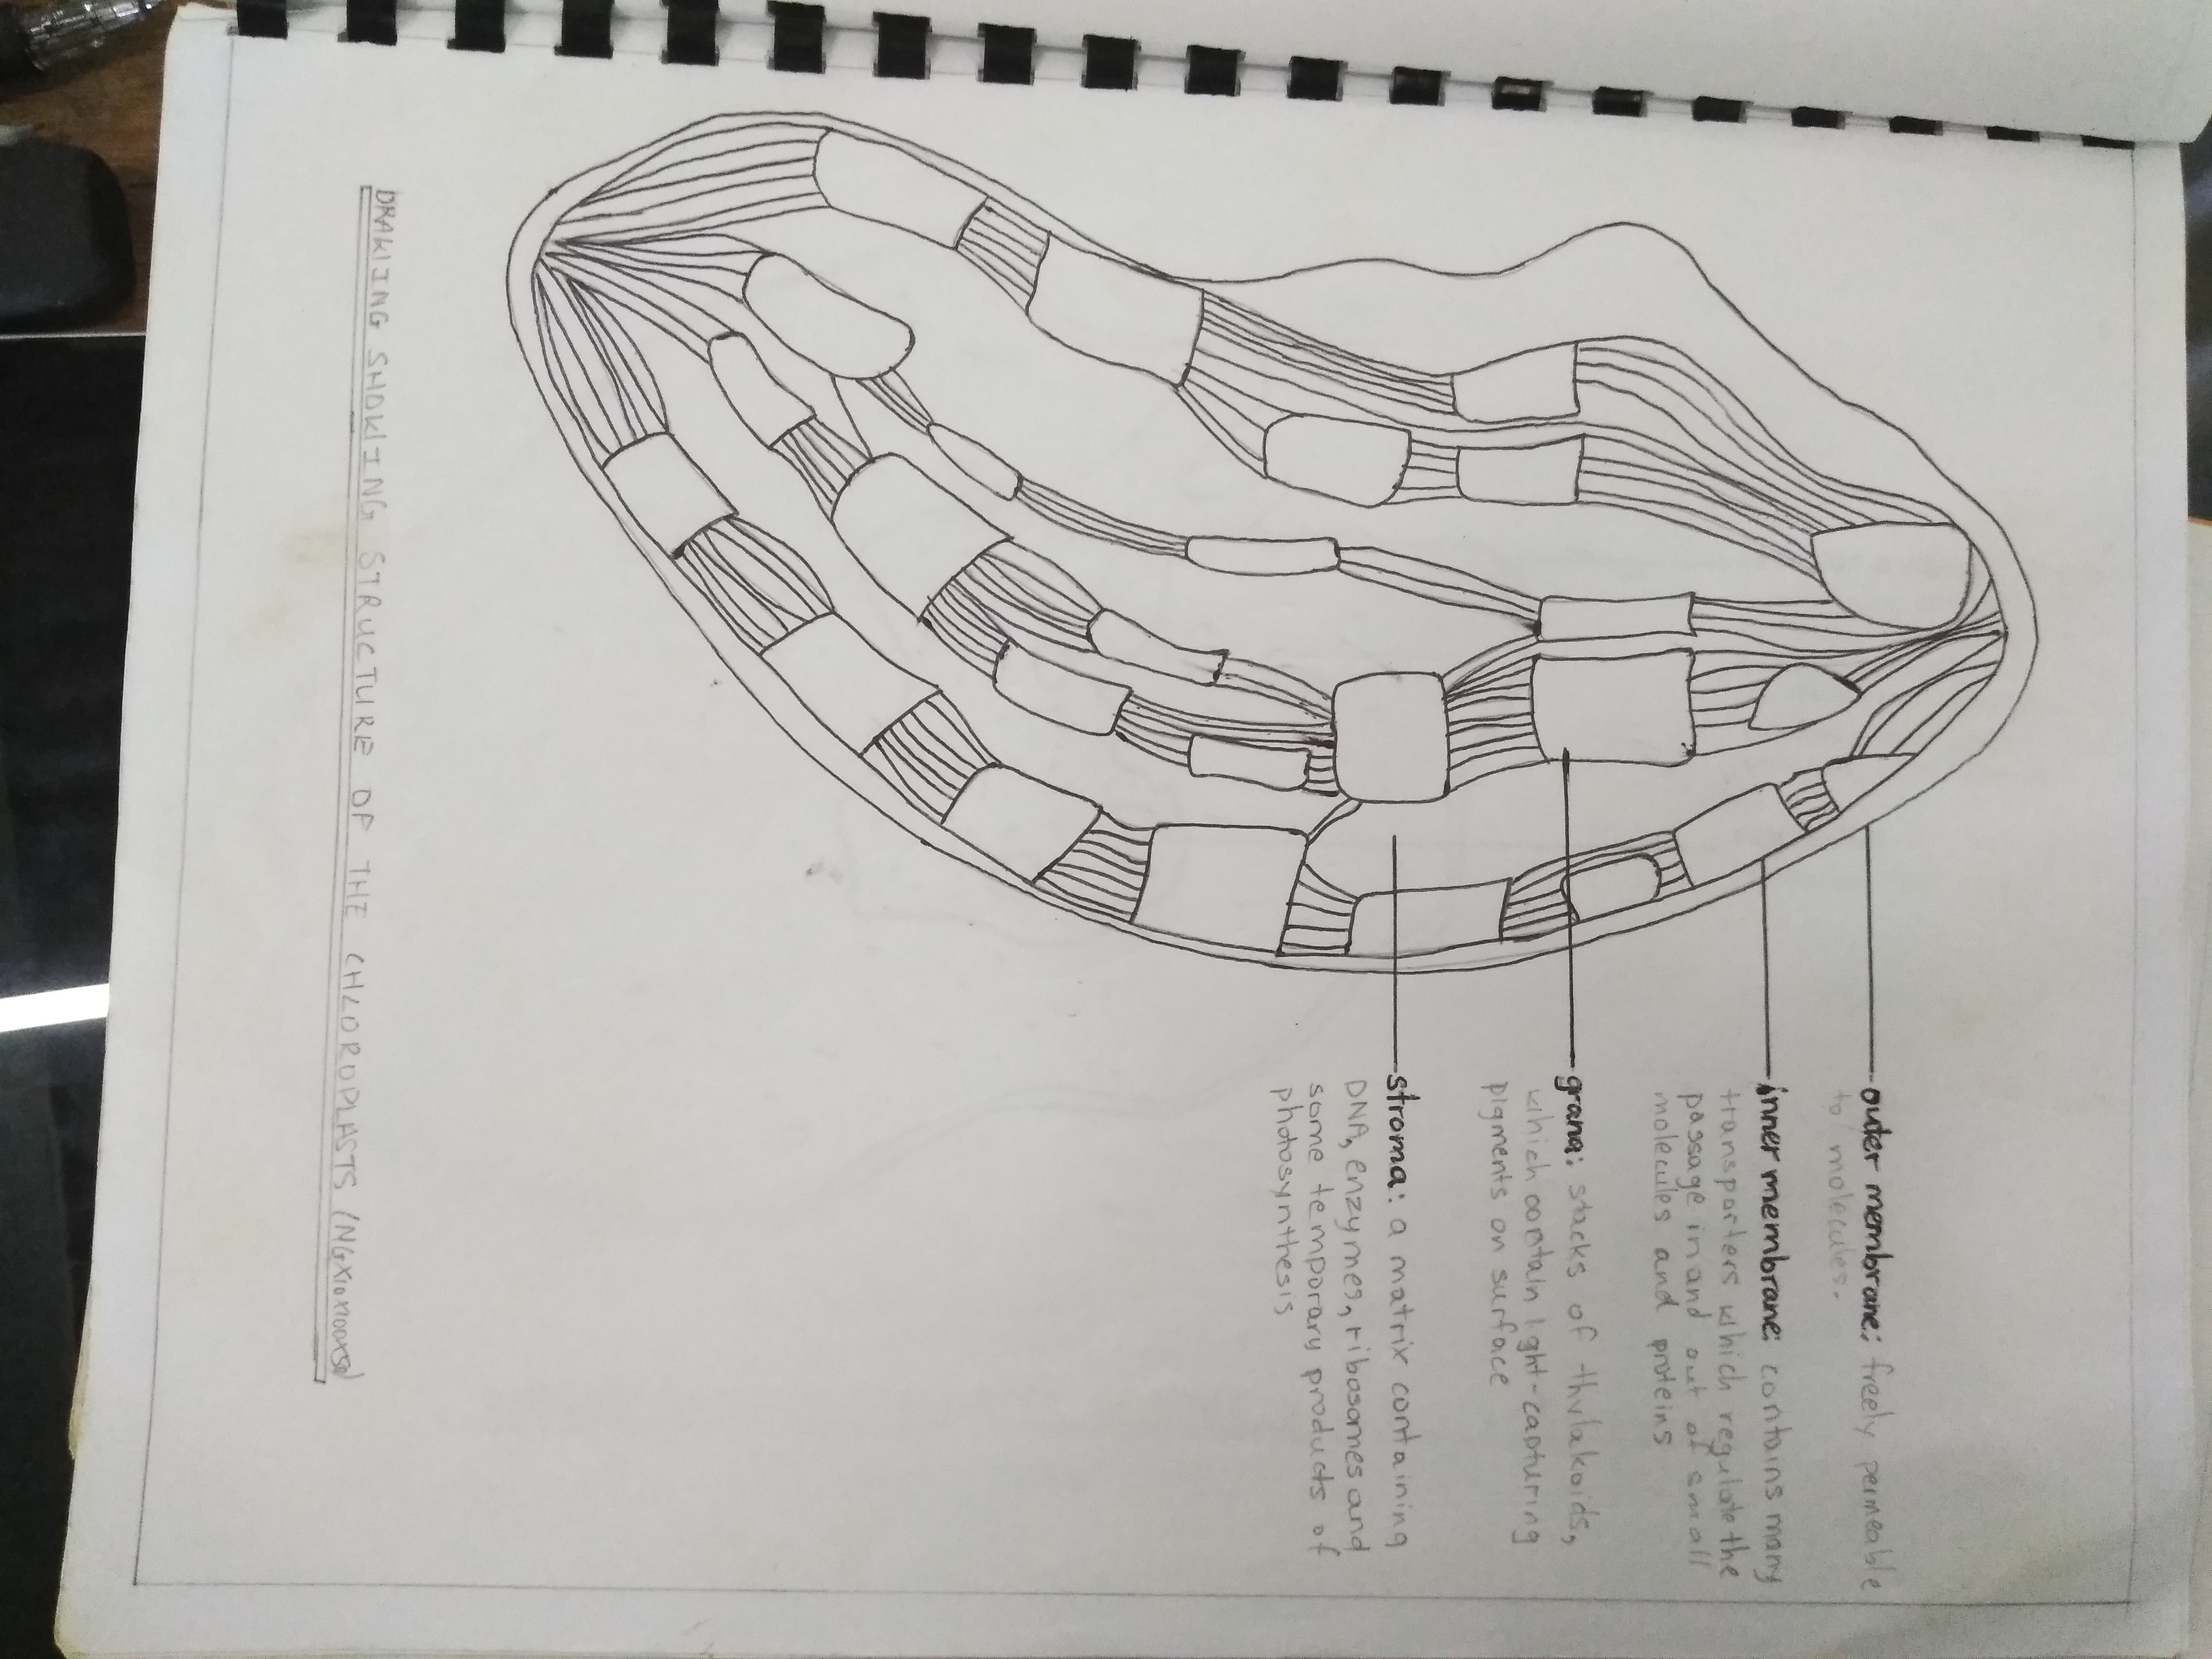 outer membrane: freely permeable
to molecules.
inner membrane: contains many
transporters which regulate the
passage in and out of small
molecules and proteins
grana: stacks of thylakoids,
which contain light-capturing
pigments on surface
stroma: a matrix containing
DNA, enzymes, ribosomes and
some temporary products of
photosynthesis
DRAWING SHOWING STRUCTURE OF THE CHLOROPLASTS (NGX10X100X50)